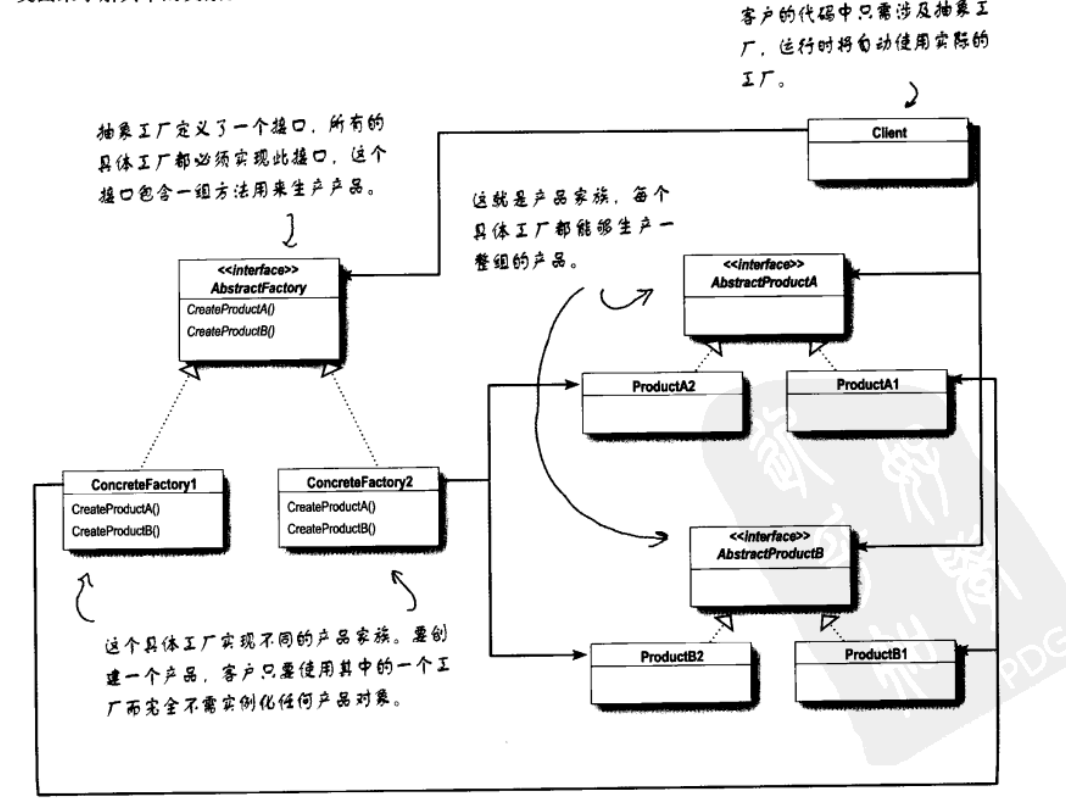 客户的代码中只需涉及抽象工
厂，运行时将自动使用实际的
工厂。
抽象工厂定义了一个接口，所有的
具体工厂都必须实现此接口，这个
接口包含一组方法用来生产产品。
Client
这就是产品家族，每个
具体工厂都能够生产一
整组的产品。
<<interface>>
AbstractFactory
CreateProductA()
CreateProductB()
<<interface>>
AbstractProductA
ProductA2
ProductA1
ConcreteFactory1
CreateProductA()
CreateProductB()
ConcreteFactory2
CreateProductA()
CreateProductB()
<<interface>>
AbstractProductB
ProductB2
ProductB1
这个具体工厂实现不同的产品家族。要创
建一个产品，客户只要使用其中的一个工
厂而完全不需实例化任何产品对象。
PDG